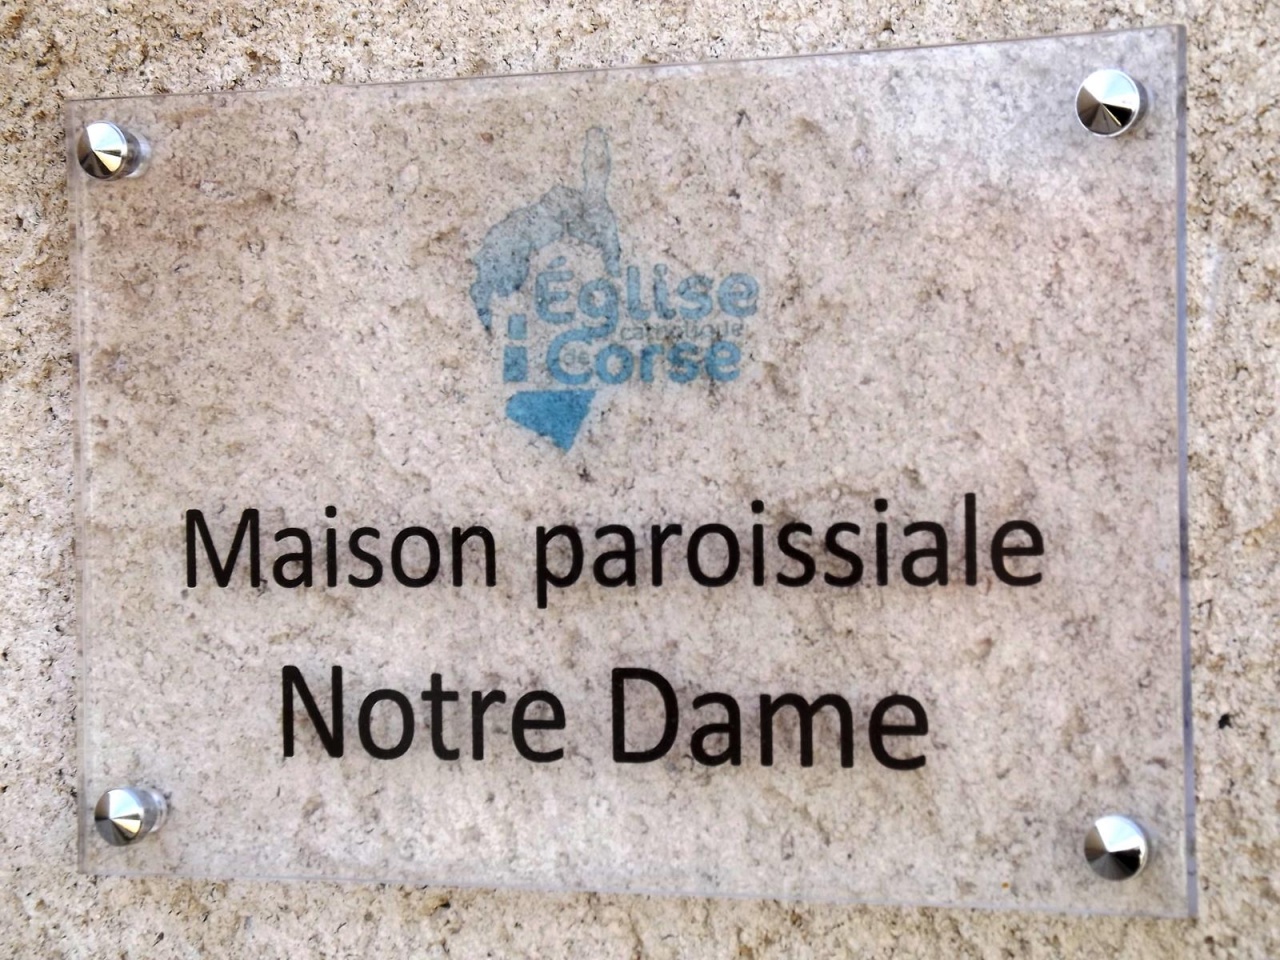 Église
catholique
de Corse
Maison paroissiale
Notre Dame